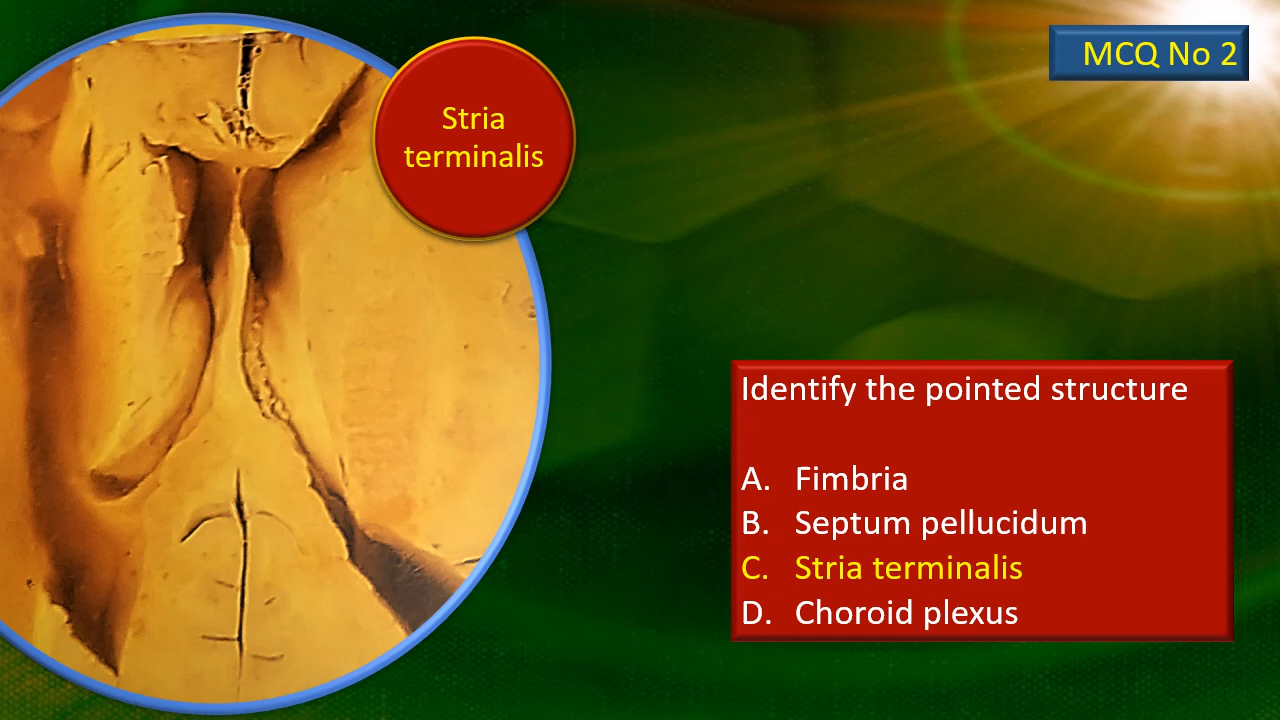 MCQ No 2
Stria
terminalis
Identify the pointed structure
A. Fimbria
B. Septum pellucidum
C. Stria terminalis
D. Choroid plexus